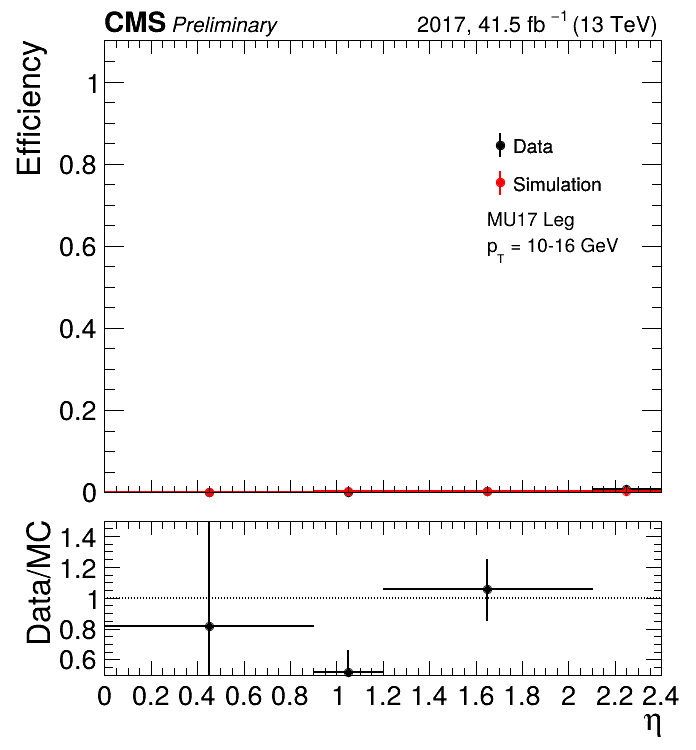 CMS Preliminary 2017, 41.5 fb⁻¹ (13 TeV)
Efficiency
1
0.8
0.6
0.4
0.2
0
Data
Simulation
MU17 Leg
p_T = 10-16 GeV
Data/MC
1.4
1.2
1
0.8
0.6
0 0.2 0.4 0.6 0.8 1 1.2 1.4 1.6 1.8 2 2.2 2.4
η